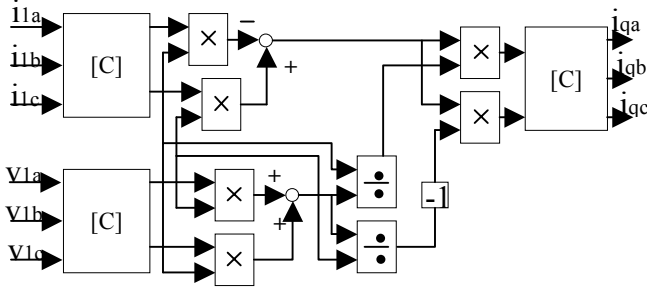 i1a
i1b
i1c
[C]
×
−
+
×
×
×
[C]
iqa
iqb
iqc
v1a
v1b
v1c
[C]
×
+
+
×
÷
÷
-1